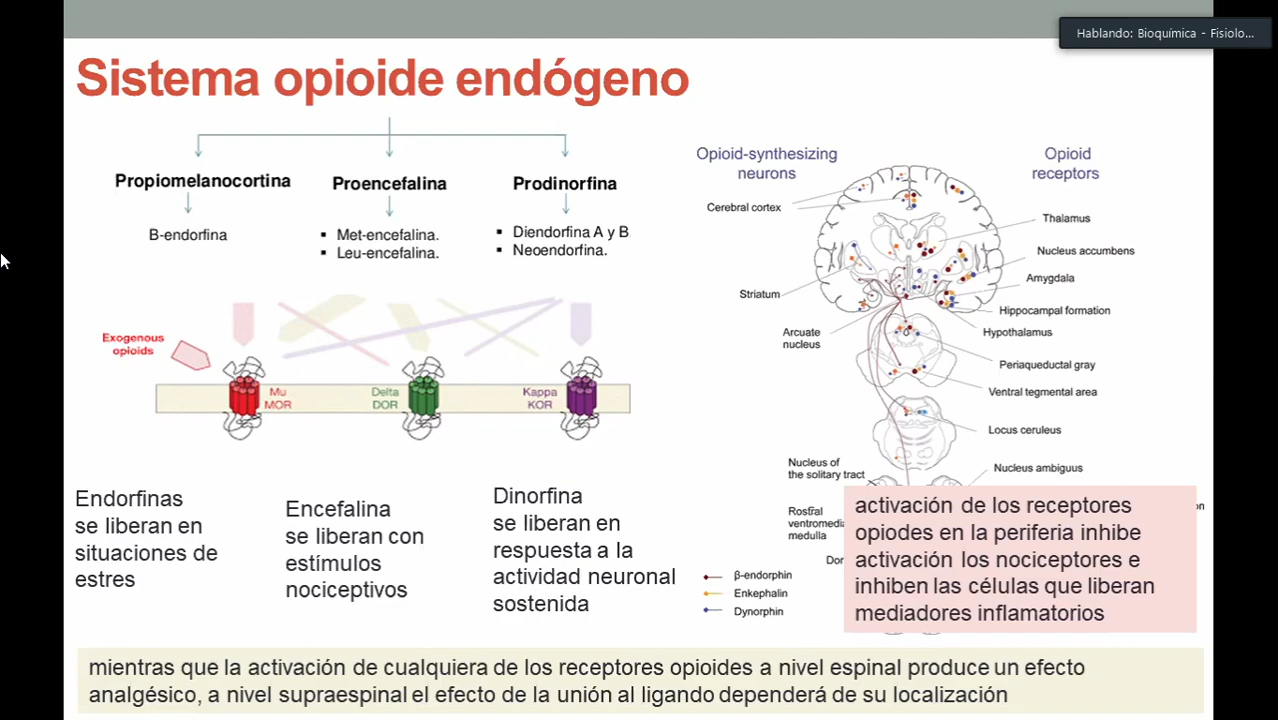 Hablando: Bioquímica - Fisiolo...
Sistema opioide endógeno
Propiomelanocortina
Proencefalina
Prodinorfina
B-endorfina
▪ Met-encefalina.
▪ Leu-encefalina.
▪ Diendorfina A y B
▪ Neoendorfina.
Exogenous
opioids
Mu
MOR
Delta
DOR
Kappa
KOR
Endorfinas
se liberan en
situaciones de
estres
Encefalina
se liberan con
estímulos
nociceptivos
Dinorfina
se liberan en
respuesta a la
actividad neuronal
sostenida
Opioid-synthesizing
neurons
Opioid
receptors
Cerebral cortex
Striatum
Arcuate
nucleus
Thalamus
Nucleus accumbens
Amygdala
Hippocampal formation
Hypothalamus
Periaqueductal gray
Ventral tegmental area
Locus ceruleus
Nucleus ambiguus
Nucleus of
the solitary tract
Rostral
ventromedia
medulla
Dor
on
β-endorphin
Enkephalin
Dynorphin
activación de los receptores
opiodes en la periferia inhibe
activación los nociceptores e
inhiben las células que liberan
mediadores inflamatorios
mientras que la activación de cualquiera de los receptores opioides a nivel espinal produce un efecto
analgésico, a nivel supraespinal el efecto de la unión al ligando dependerá de su localización